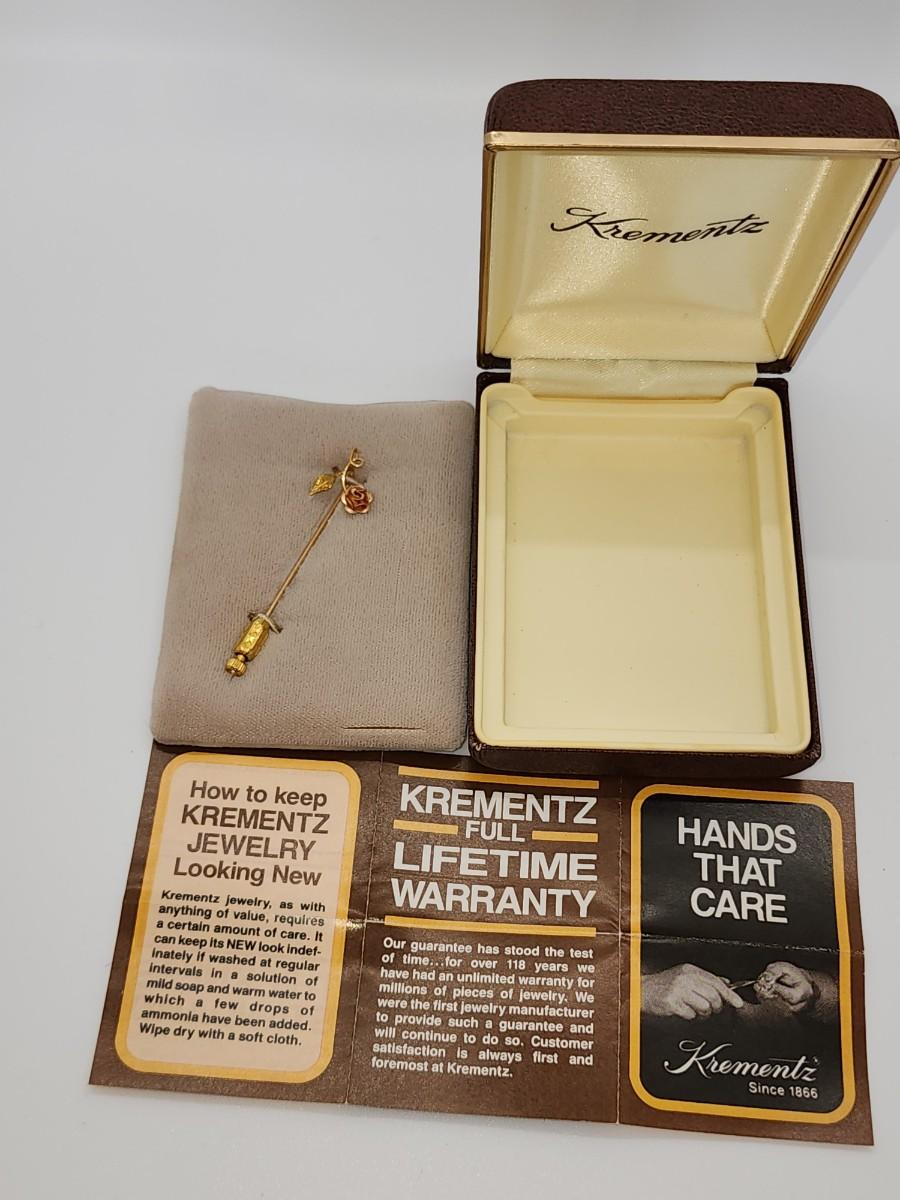 Krementz
How to keep
KREMENTZ
JEWELRY
Looking New
Krementz jewelry, as with
anything of value, requires
a certain amount of care. It
can keep its NEW look indef-
initely if washed at regular
intervals in a solution of
mild soap and warm water to
which a few drops of
ammonia have been added.
Wipe dry with a soft cloth.
KREMENTZ
FULL
LIFETIME
WARRANTY
Our guarantee has stood the test
of time...for over 118 years we
have had an unlimited warranty for
millions of pieces of jewelry. We
were the first jewelry manufacturer
to provide such a guarantee and
will continue to do so. Customer
satisfaction is always first and
foremost at Krementz.
HANDS
THAT
CARE
Krementz
Since 1866